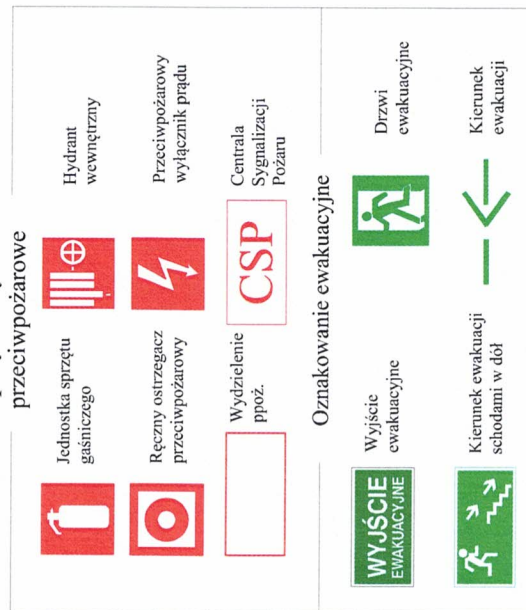 przeciwpożarowe
Jednostka sprzętu
gaśniczego
Hydrant
wewnętrzny
Ręczny ostrzegacz
przeciwpożarowy
Przeciwpożarowy
wyłącznik prądu
Wydzielenie
ppoż.
CSP
Centrala
Sygnalizacji
Pożaru
Oznakowanie ewakuacyjne
WYJŚCIE
EWAKUACYJNE
Wyjście
ewakuacyjne
Drzwi
ewakuacyjne
Kierunek ewakuacji
schodami w dół
Kierunek
ewakuacji